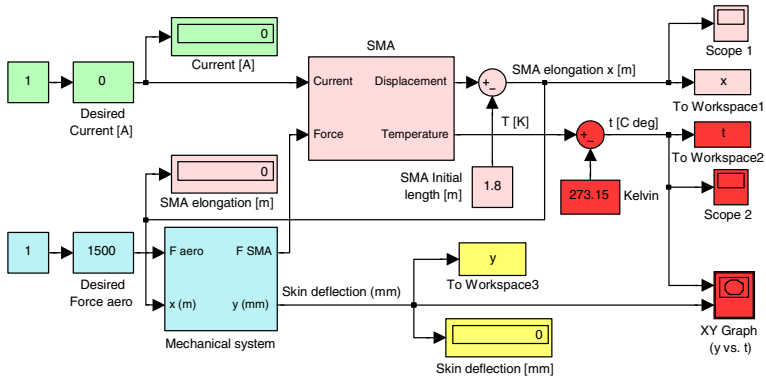 0
Current [A]
1
0
Desired
Current [A]
SMA
Current
Displacement
Force
Temperature
SMA elongation x [m]
Scope 1
x
To Workspace1
T [K]
t [C deg]
t
To Workspace2
SMA Initial
length [m]
1.8
273.15
Kelvin
Scope 2
0
SMA elongation [m]
1
1500
Desired
Force aero
F aero
F SMA
x (m)
y (mm)
Mechanical system
Skin deflection (mm)
y
To Workspace3
0
Skin deflection [mm]
XY Graph
(y vs. t)